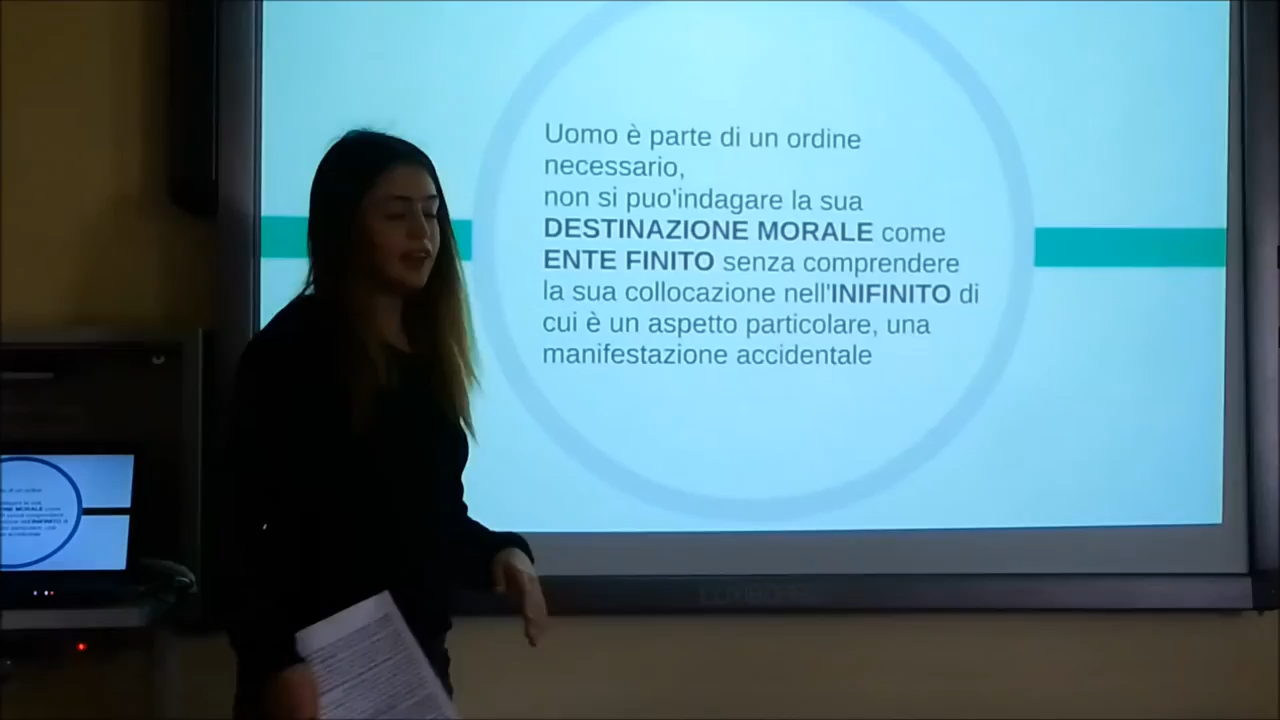 Uomo è parte di un ordine
necessario,
non si puo'indagare la sua
DESTINAZIONE MORALE come
ENTE FINITO senza comprendere
la sua collocazione nell'INIFINITO di
cui è un aspetto particolare, una
manifestazione accidentale